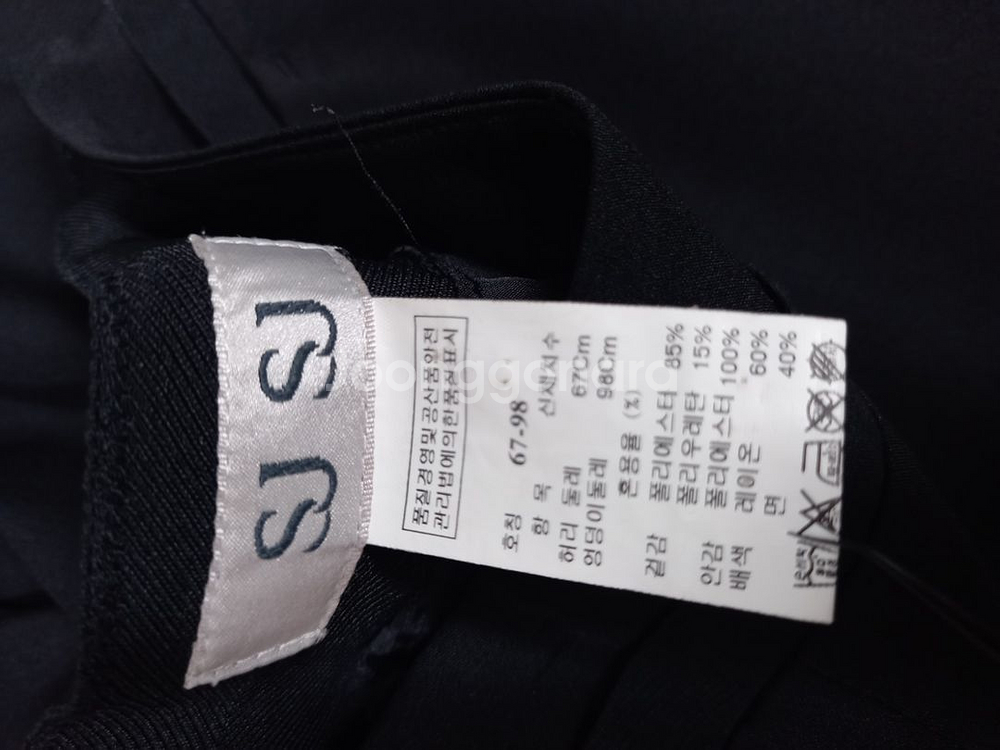 SJ SJ
품질경영및 공산품안전
관리법에의한품질표시
호칭 67-98
항 목 신체치수
허리 둘레 67Cm
엉덩이둘레 98Cm
혼용율 (%)
겉감 폴리에스터 85%
폴리우레탄 15%
안감 폴리에스터 100%
배색 레이온 60%
면 40%